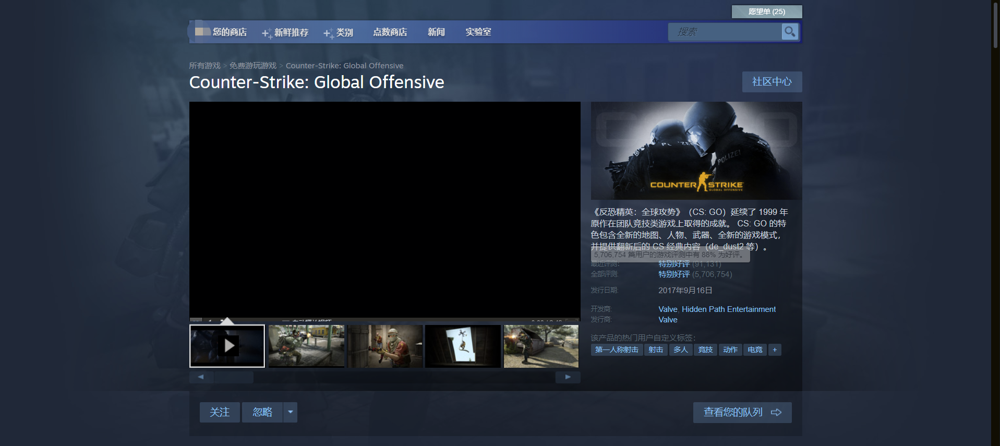 愿望单 (25)
您的商店 新鲜推荐 类别 点数商店 新闻 实验室 搜索
所有游戏 > 免费游玩游戏 > Counter-Strike: Global Offensive
Counter-Strike: Global Offensive
社区中心
POLIZEI
COUNTER STRIKE
GLOBAL OFFENSIVE
《反恐精英：全球攻势》（CS: GO）延续了 1999 年
原作在团队竞技类游戏上取得的成就。 CS: GO 的特
色包含全新的地图、人物、武器、全新的游戏模式，
并提供翻新后的 CS 经典内容（de_dust2 等）。
5,706,754 篇用户的游戏评测中有 88% 为好评。
最近评测: 特别好评 (91,131)
全部评测: 特别好评 (5,706,754)
发行日期: 2017年9月16日
开发商: Valve, Hidden Path Entertainment
发行商: Valve
该产品的热门用户自定义标签：
第一人称射击 射击 多人 竞技 动作 电竞 +
自动播放视频
关注 忽略 查看您的队列